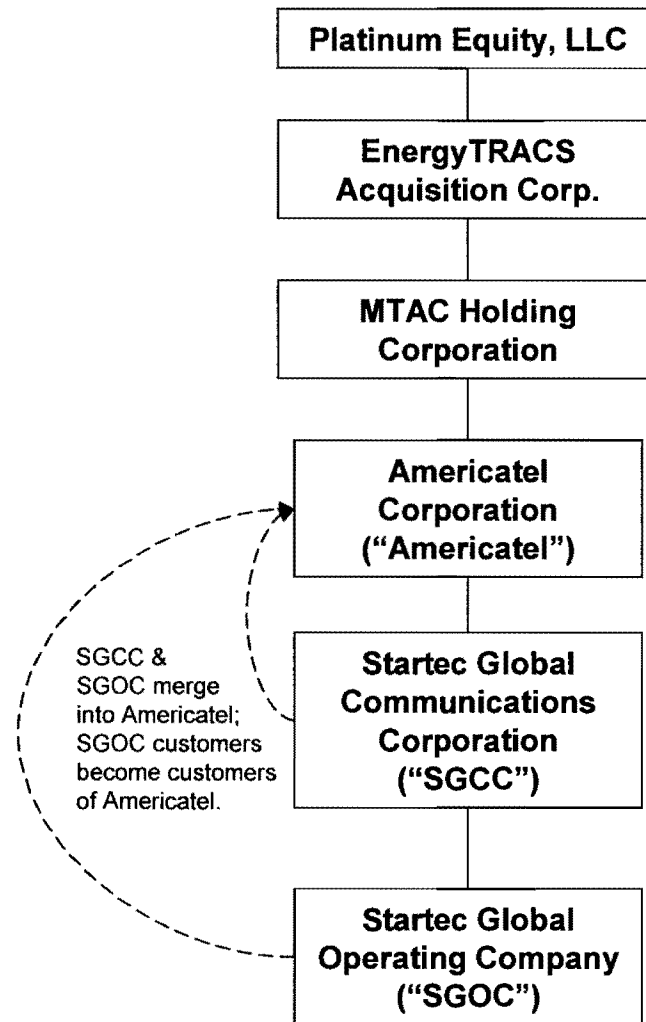 Platinum Equity, LLC
EnergyTRACS
Acquisition Corp.
MTAC Holding
Corporation
Americatel
Corporation
(“Americatel”)
SGCC &
SGOC merge
into Americatel;
SGOC customers
become customers
of Americatel.
Startec Global
Communications
Corporation
(“SGCC”)
Startec Global
Operating Company
(“SGOC”)